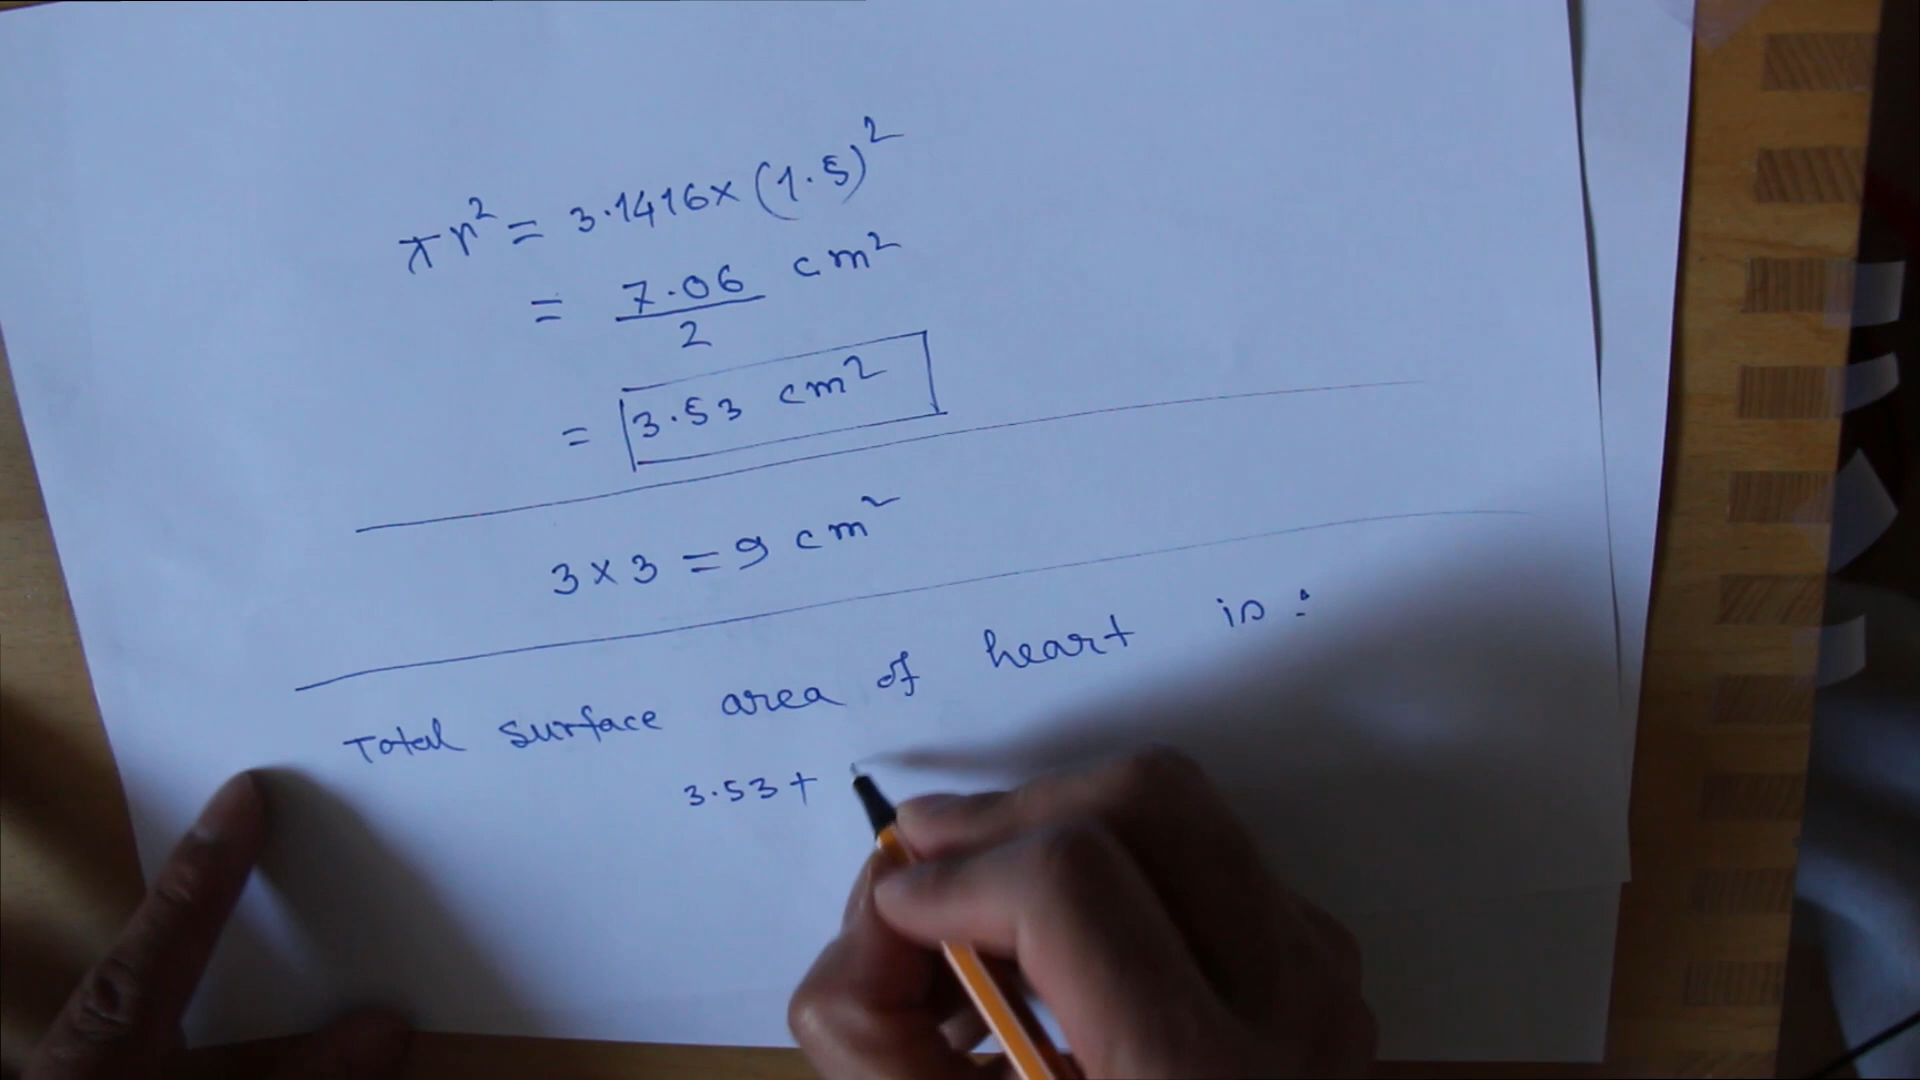 πr² = 3.1416 × (1.5)²
= 7.06/2 cm²
= 3.53 cm²
3 × 3 = 9 cm²
Total surface area of heart is :
3.53 +